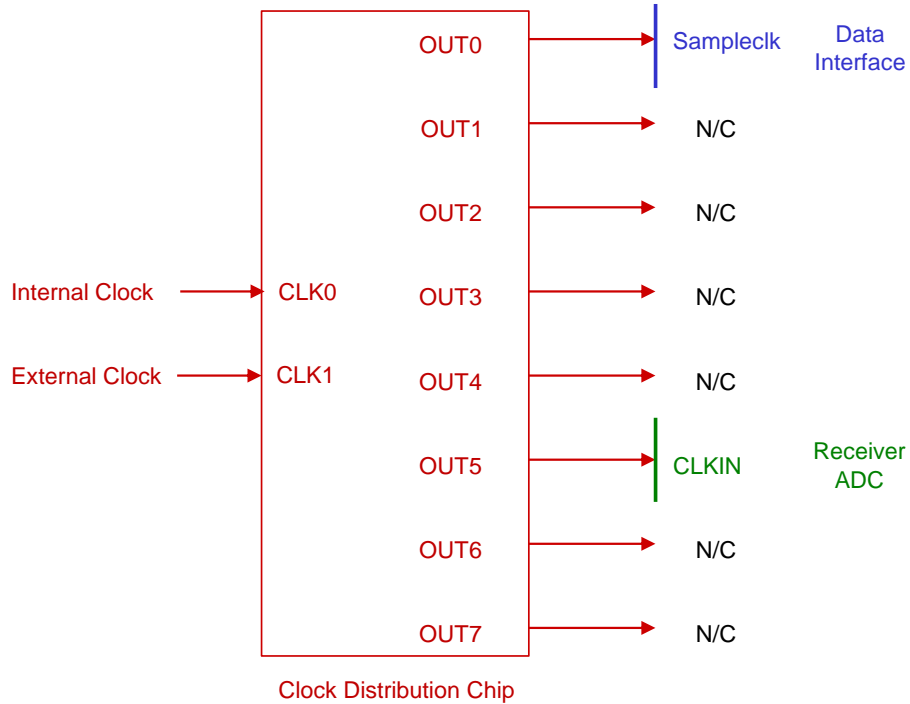 OUT0
Sampleclk
Data
Interface
OUT1
N/C
OUT2
N/C
Internal Clock
CLK0
OUT3
N/C
External Clock
CLK1
OUT4
N/C
OUT5
CLKIN
Receiver
ADC
OUT6
N/C
OUT7
N/C
Clock Distribution Chip